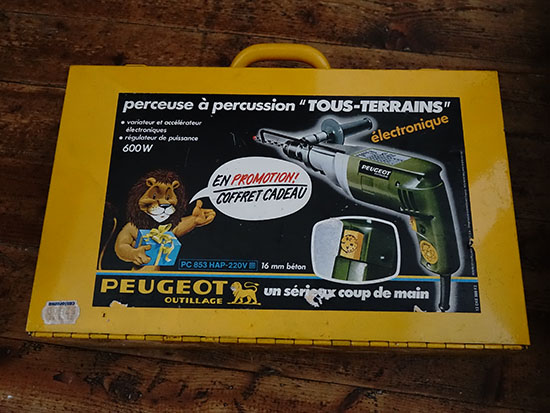 perceuse à percussion "TOUS-TERRAINS"
électronique
• variateur et accélérateur
électroniques
• régulateur de puissance
600 W
EN PROMOTION!
COFFRET CADEAU
PEUGEOT
PC 853 HAP-220V
16 mm béton
PEUGEOT
OUTILLAGE
un sérieux coup de main